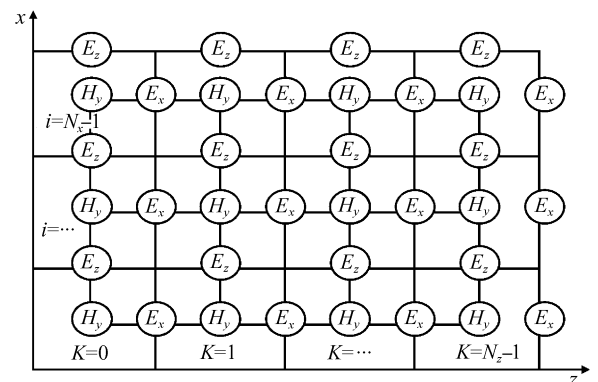 x
E_z E_z E_z E_z
H_y E_x H_y E_x H_y E_x H_y E_x
i=N_x-1
E_z E_z E_z E_z
H_y E_x H_y E_x H_y E_x H_y E_x
i=···
E_z E_z E_z E_z
H_y E_x H_y E_x H_y E_x H_y E_x
K=0 K=1 K=··· K=N_z-1
z